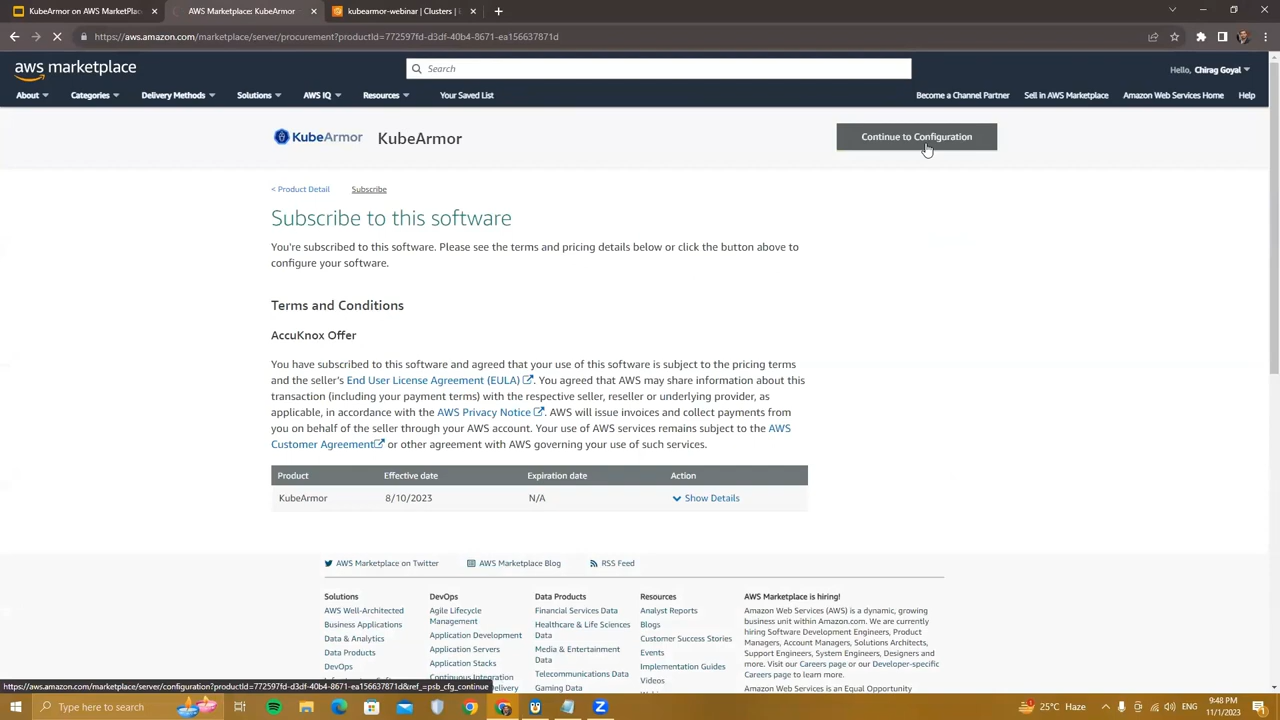 KubeArmor on AWS Market
AWS Marketplace: KubeArmor
kube-webinar | Clusters |
https://aws.amazon.com/marketplace/server/procurement?productId=772597fd-d3df-40b4-8671-ea156637871d
aws marketplace
Search
Hello, Chirag Goyal
About Categories Delivery Methods Solutions AWS IQ Resources Your Saved List
Become a Channel Partner Sell in AWS Marketplace Amazon Web Services Home Help
KubeArmor KubeArmor
Continue to Configuration
< Product Detail Subscribe
Subscribe to this software
You're subscribed to this software. Please see the terms and pricing details below or click the button above to
configure your software.
Terms and Conditions
AccuKnox Offer
You have subscribed to this software and agreed that your use of this software is subject to the pricing terms
and the seller's End User License Agreement (EULA). You agreed that AWS may share information about this
transaction (including your payment terms) with the respective seller, reseller or underlying provider, as
applicable, in accordance with the AWS Privacy Notice. AWS will issue invoices and collect payments from
you on behalf of the seller through your AWS account. Your use of AWS services remains subject to the AWS
Customer Agreement or other agreement with AWS governing your use of such services.
Product Effective date Expiration date Action
KubeArmor 8/10/2023 N/A Show Details
AWS Marketplace on Twitter AWS Marketplace Blog RSS Feed
Solutions
AWS Well-Architected
Business Applications
Data & Analytics
Data Products
DevOps
DevOps
Agile Lifecycle
Management
Application Development
Application Servers
Application Stacks
Continuous Integration
Data Products
Financial Services Data
Healthcare & Life Sciences
Data
Media & Entertainment
Data
Telecommunications Data
Gaming Data
Resources
Analyst Reports
Blogs
Customer Success Stories
Events
Implementation Guides
Videos
AWS Marketplace is hiring!
Amazon Web Services (AWS) is a dynamic, growing
business unit within Amazon.com. We are currently
hiring Software Development Engineers, Product
Managers, Account Managers, Solutions Architects,
Support Engineers, System Engineers, Designers and
more. Visit our Careers page or our Developer-specific
Careers page to learn more.
Amazon Web Services is an Equal Opportunity
https://aws.amazon.com/marketplace/server/configuration?productId=772597fd-d3df-40b4-8671-ea156637871d&ref_=psb_cfg_continue
Type here to search
25°C Haze
9:48 PM
11/1/2023